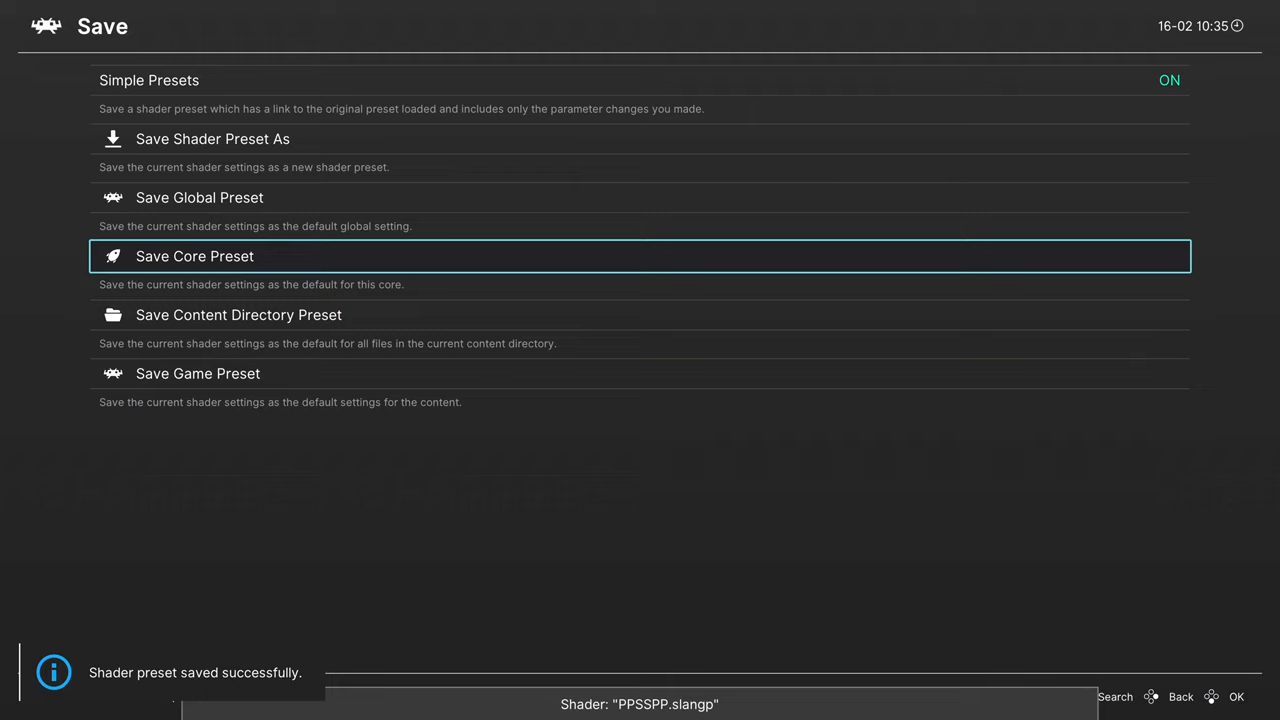 Save
16-02 10:35
Simple Presets
ON
Save a shader preset which has a link to the original preset loaded and includes only the parameter changes you made.
Save Shader Preset As
Save the current shader settings as a new shader preset.
Save Global Preset
Save the current shader settings as the default global setting.
Save Core Preset
Save the current shader settings as the default for this core.
Save Content Directory Preset
Save the current shader settings as the default for all files in the current content directory.
Save Game Preset
Save the current shader settings as the default settings for the content.
Shader preset saved successfully.
Shader: "PPSSPP.slangp"
Search Back OK